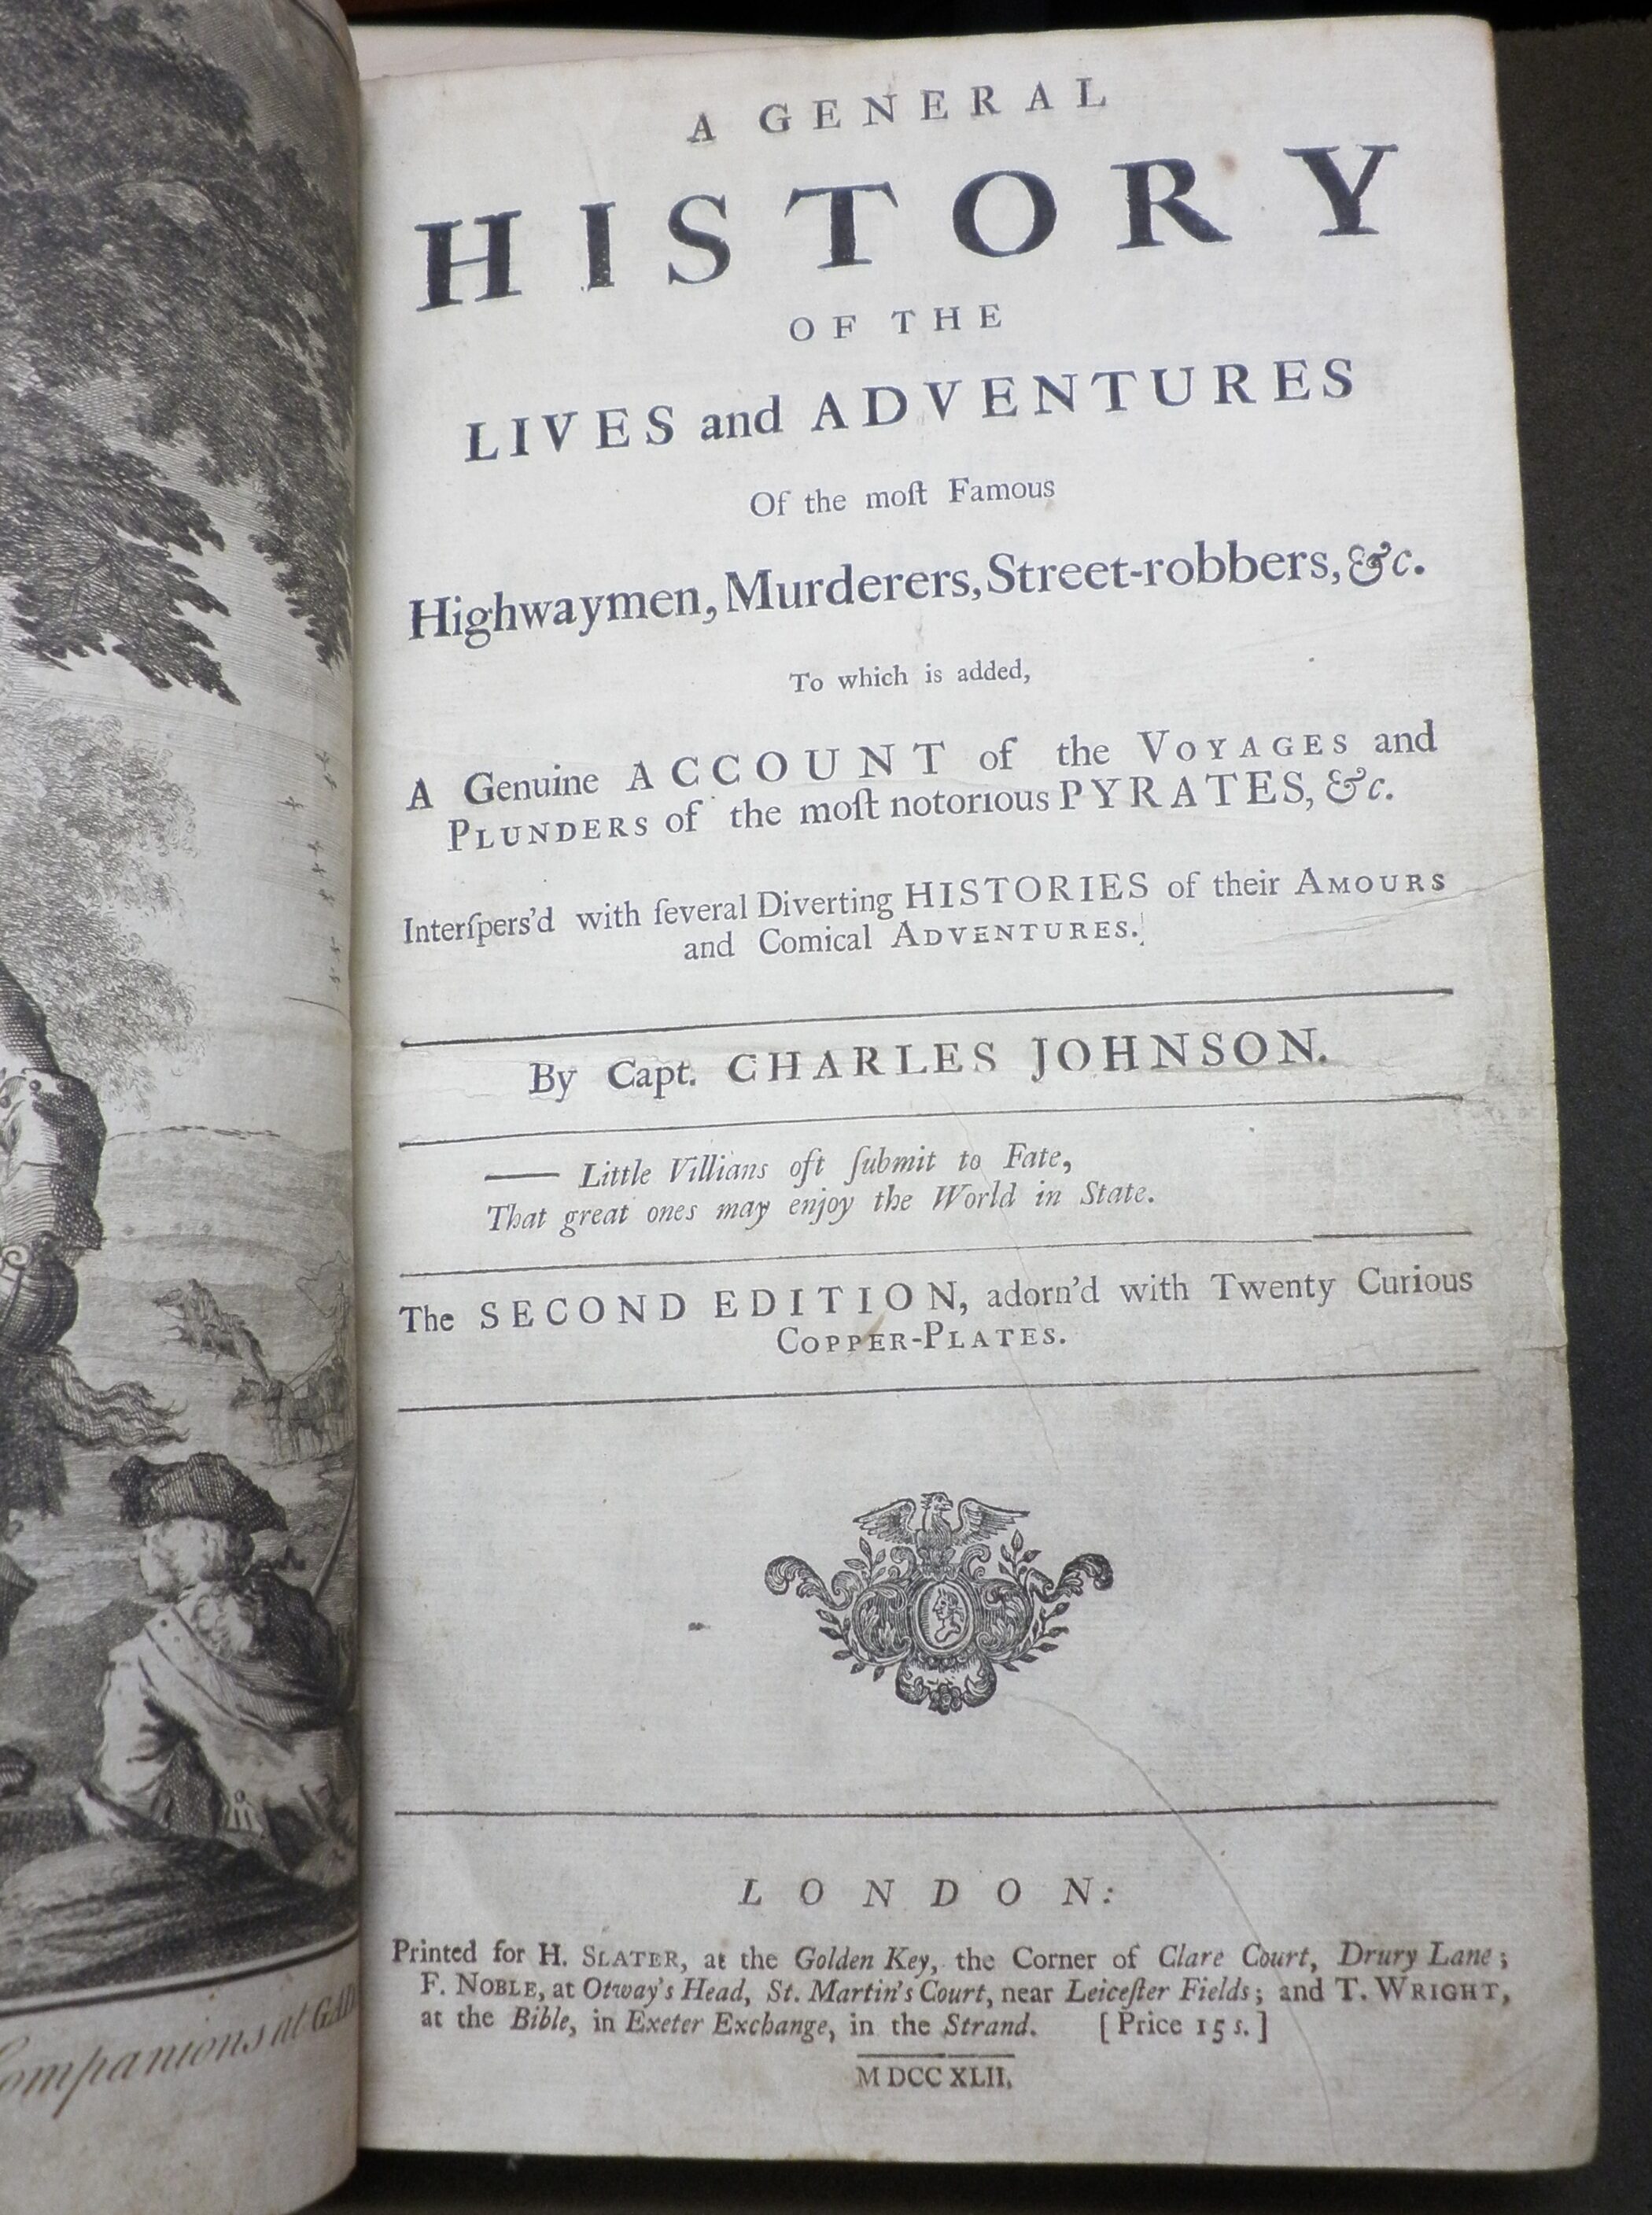 A GENERAL
HISTORY
OF THE
LIVES and ADVENTURES
Of the moſt Famous
Highwaymen, Murderers, Street-robbers, &c.
To which is added,
A Genuine ACCOUNT of the VOYAGES and
PLUNDERS of the moſt notorious PYRATES, &c.
Interſpers'd with ſeveral Diverting HISTORIES of their AMOURS
and Comical ADVENTURES.
By Capt. CHARLES JOHNSON.
—— Little Villians oft ſubmit to Fate,
That great ones may enjoy the World in State.
The SECOND EDITION, adorn'd with Twenty Curious
COPPER-PLATES.
LONDON:
Printed for H. SLATER, at the Golden Key, the Corner of Clare Court, Drury Lane;
F. NOBLE, at Otway's Head, St. Martin's Court, near Leiceſter Fields; and T. WRIGHT,
at the Bible, in Exeter Exchange, in the Strand. [Price 15 s.]
MDCCXLII.
ompanions at GAD